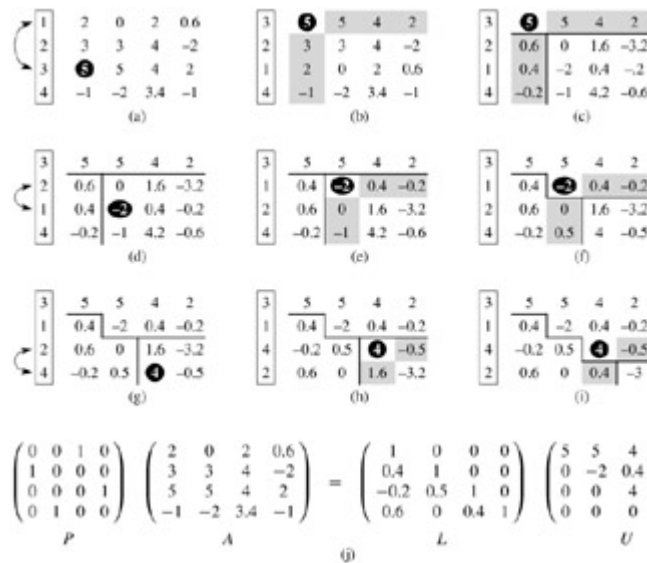 1 2 0 2 0.6 3 5 5 4 2 3 5 5 4 2
2 3 3 4 –2 2 3 3 4 –2 2 0.6 0 1.6 –3.2
3 5 5 4 2 1 2 0 2 0.6 1 0.4 –2 0.4 –.2
4 –1 –2 3.4 –1 4 –1 –2 3.4 –1 4 –0.2 –1 4.2 –0.6
(a) (b) (c)
3 5 5 4 2 3 5 5 4 2 3 5 5 4 2
2 0.6 0 1.6 –3.2 1 0.4 –2 0.4 –0.2 1 0.4 –2 0.4 –0.2
1 0.4 –2 0.4 –0.2 2 0.6 0 1.6 –3.2 2 0.6 0 1.6 –3.2
4 –0.2 –1 4.2 –0.6 4 –0.2 –1 4.2 –0.6 4 –0.2 0.5 4 –0.5
(d) (e) (f)
3 5 5 4 2 3 5 5 4 2 3 5 5 4 2
1 0.4 –2 0.4 –0.2 1 0.4 –2 0.4 –0.2 1 0.4 –2 0.4 –0.2
2 0.6 0 1.6 –3.2 4 –0.2 0.5 4 –0.5 4 –0.2 0.5 4 –0.5
4 –0.2 0.5 4 –0.5 2 0.6 0 1.6 –3.2 2 0.6 0 0.4 –3
(g) (h) (i)
0 0 1 0 2 0 2 0.6 1 0 0 0 5 5 4
1 0 0 0 3 3 4 –2 0.4 1 0 0 0 –2 0.4
0 0 0 1 5 5 4 2 = –0.2 0.5 1 0 0 0 4
0 1 0 0 –1 –2 3.4 –1 0.6 0 0.4 1 0 0 0
P A L U
(j)